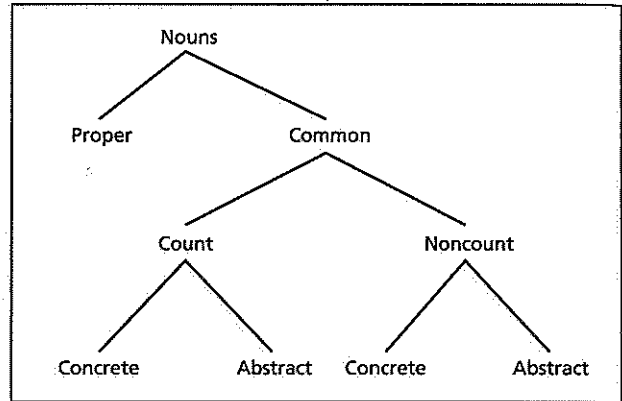 Nouns
Proper Common
Count Noncount
Concrete Abstract Concrete Abstract